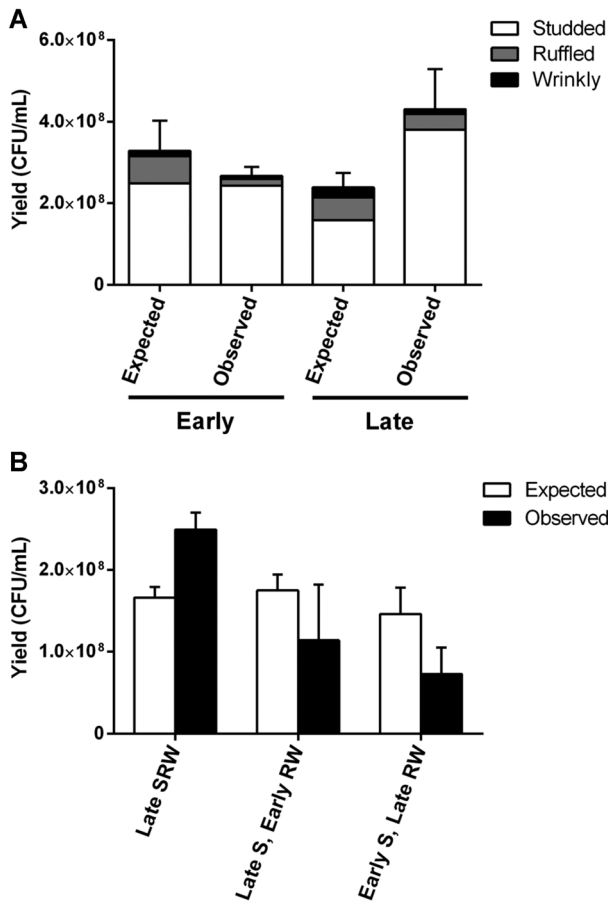 A
Yield (CFU/mL)
6.0×10⁸
4.0×10⁸
2.0×10⁸
0
Studded
Ruffled
Wrinkly
Expected
Observed
Expected
Observed
Early
Late
B
Yield (CFU/mL)
3.0×10⁸
2.0×10⁸
1.0×10⁸
0
Expected
Observed
Late SRW
Late S, Early RW
Early S, Late RW